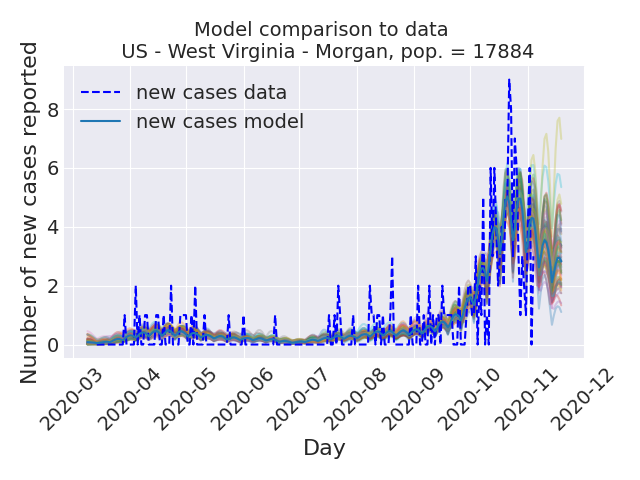 Model comparison to data
US - West Virginia - Morgan, pop. = 17884
Number of new cases reported
new cases data
new cases model
8
6
4
2
0
2020-03
2020-04
2020-05
2020-06
2020-07
2020-08
2020-09
2020-10
2020-11
2020-12
Day